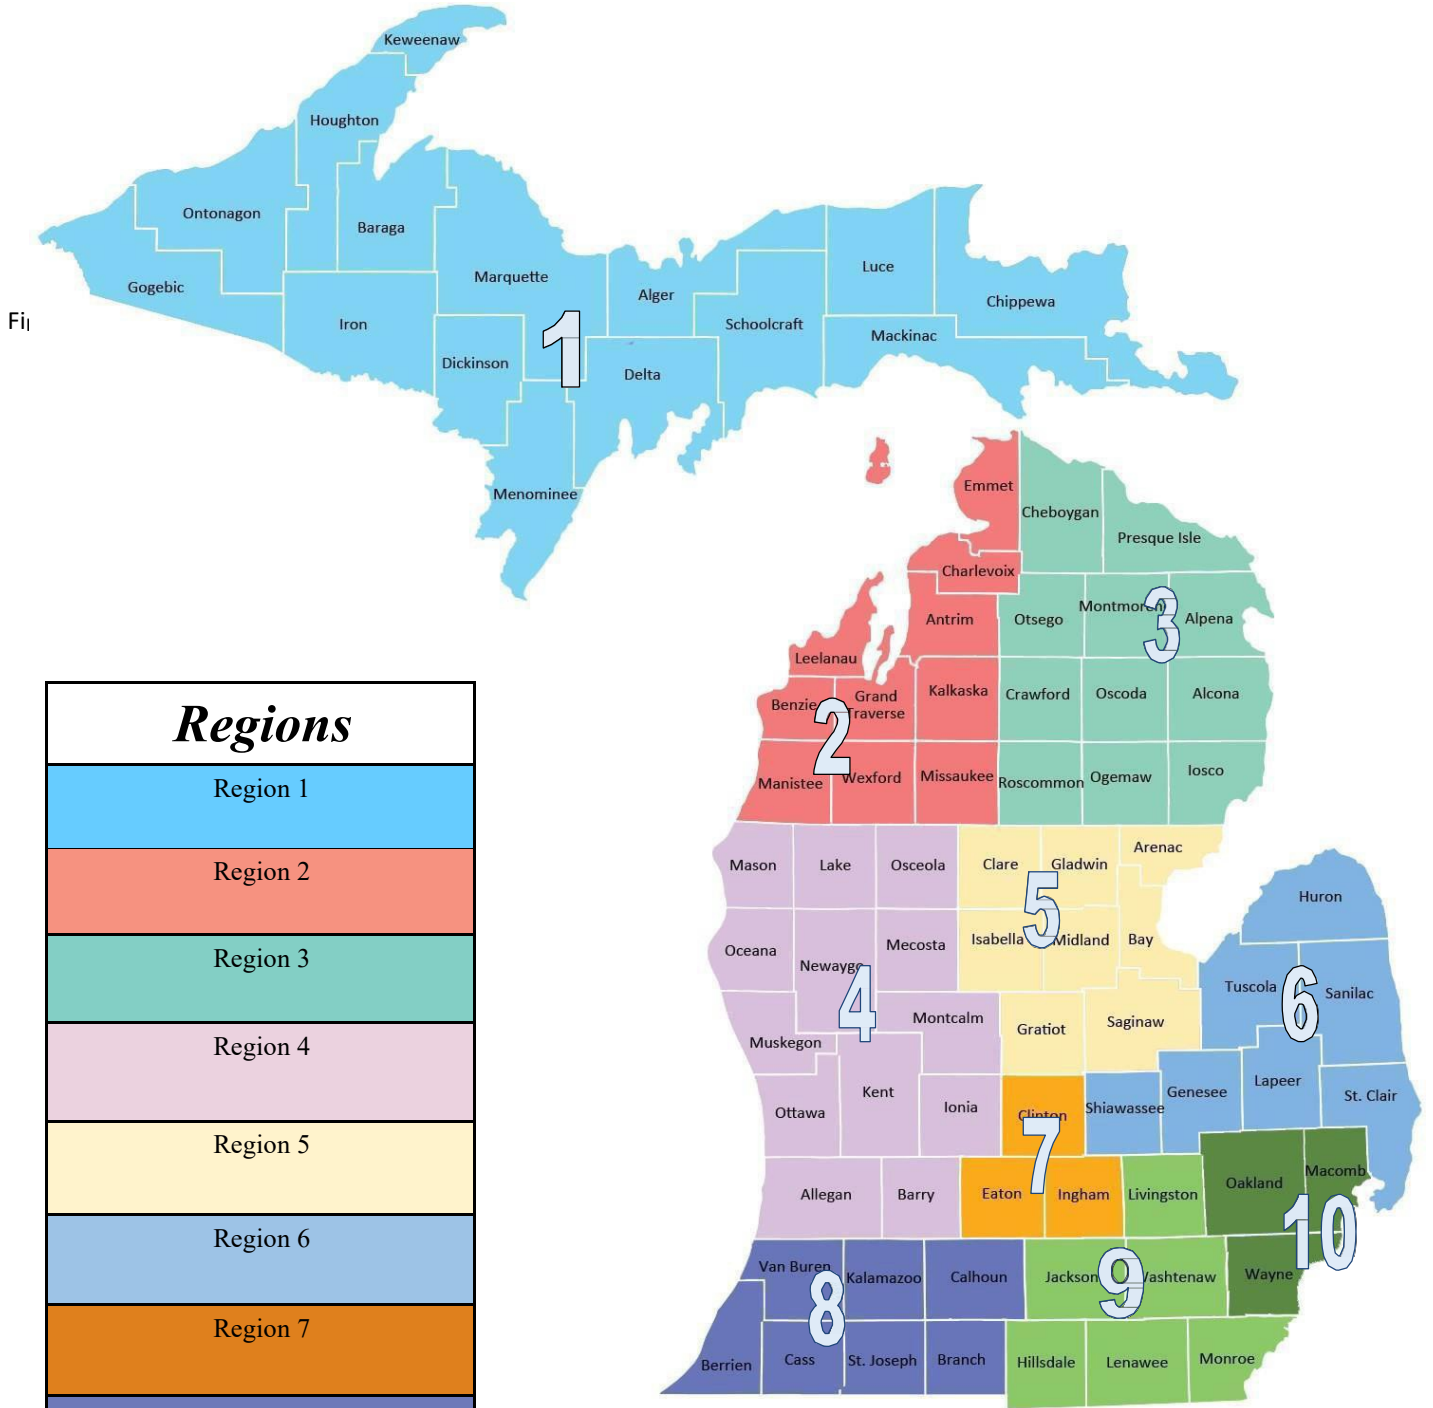 Keweenaw
Houghton
Ontonagon
Baraga
Gogebic
Marquette
Luce
Alger
Chippewa
Iron
Schoolcraft
Mackinac
1
Dickinson
Delta
Menominee
Emmet
Cheboygan
Presque Isle
Charlevoix
Antrim
Otsego
3
Alpena
Leelanau
Benzie
Grand
Traverse
Kalkaska
Crawford
Oscoda
Alcona
2
Manistee
Wexford
Missaukee
Roscommon
Ogemaw
Iosco
Regions
Region 1
Region 2
Region 3
Region 4
Region 5
Region 6
Region 7
Mason
Lake
Osceola
Clare
Gladwin
Arenac
5
Huron
Oceana
Newaygo
Mecosta
Isabella
Midland
Bay
Tuscola
6
Sanilac
4
Montcalm
Gratiot
Saginaw
Muskegon
Ottawa
Kent
Ionia
Clinton
Shiawassee
Genesee
Lapeer
St. Clair
7
Allegan
Barry
Eaton
Ingham
Livingston
Oakland
Macomb
10
Van Buren
Kalamazoo
Calhoun
Jackson
9
Washtenaw
Wayne
8
Berrien
Cass
St. Joseph
Branch
Hillsdale
Lenawee
Monroe